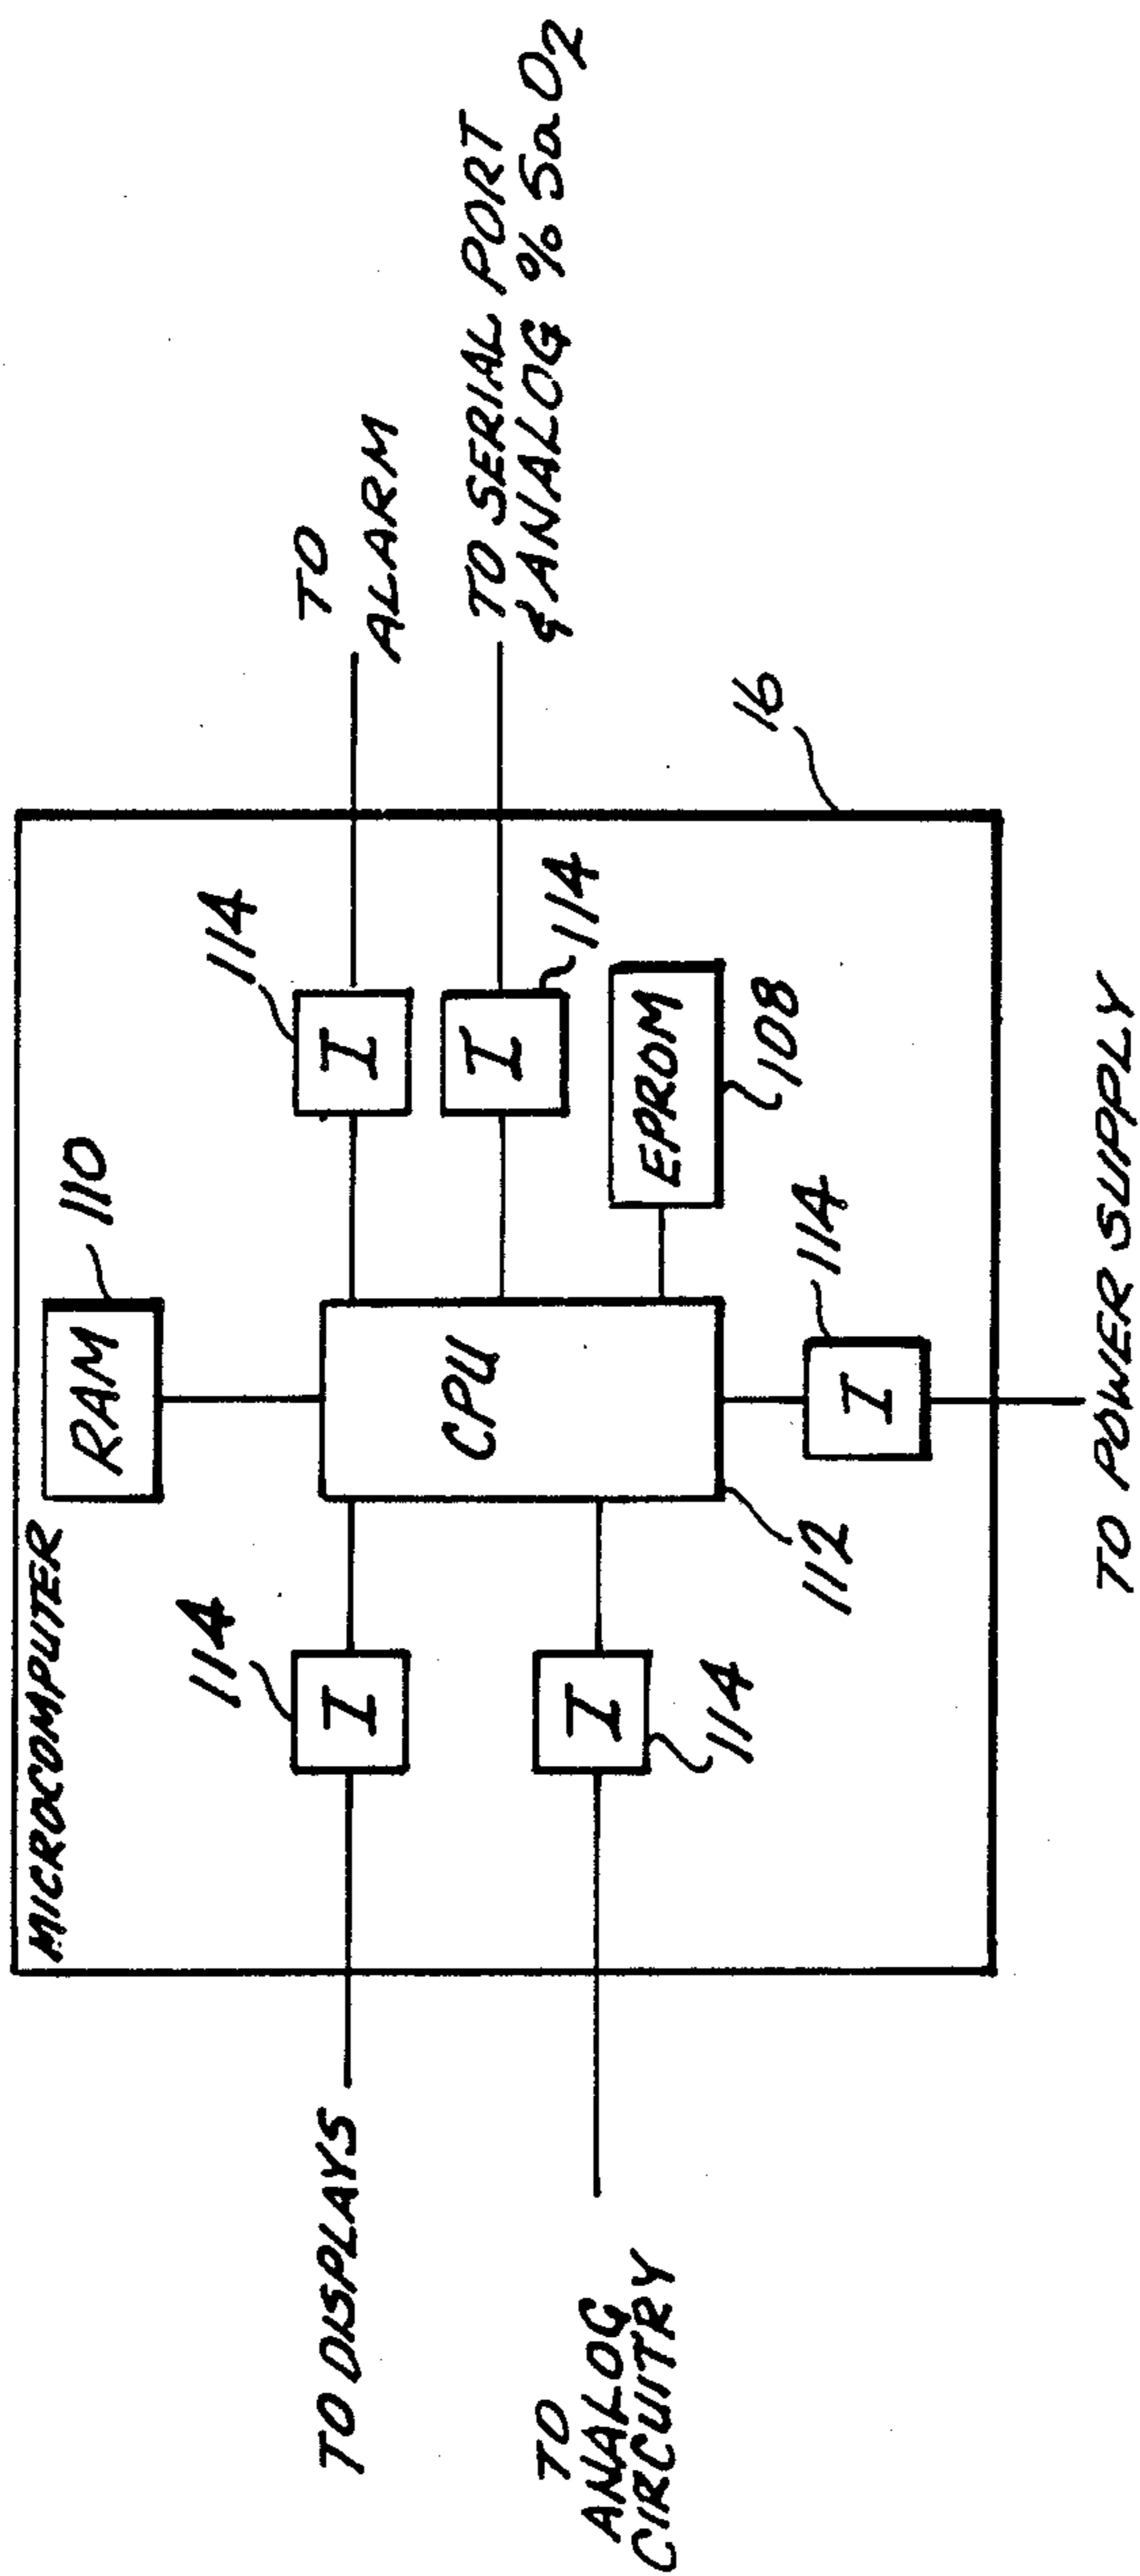 MICROCOMPUTER
RAM
110
114
I
TO
ALARM
TO DISPLAYS
114
I
CPU
112
I
114
TO SERIAL PORT
& ANALOG % SaO2
EPROM
108
TO
ANALOG
CIRCUITRY
I
114
I
114
16
TO POWER SUPPLY